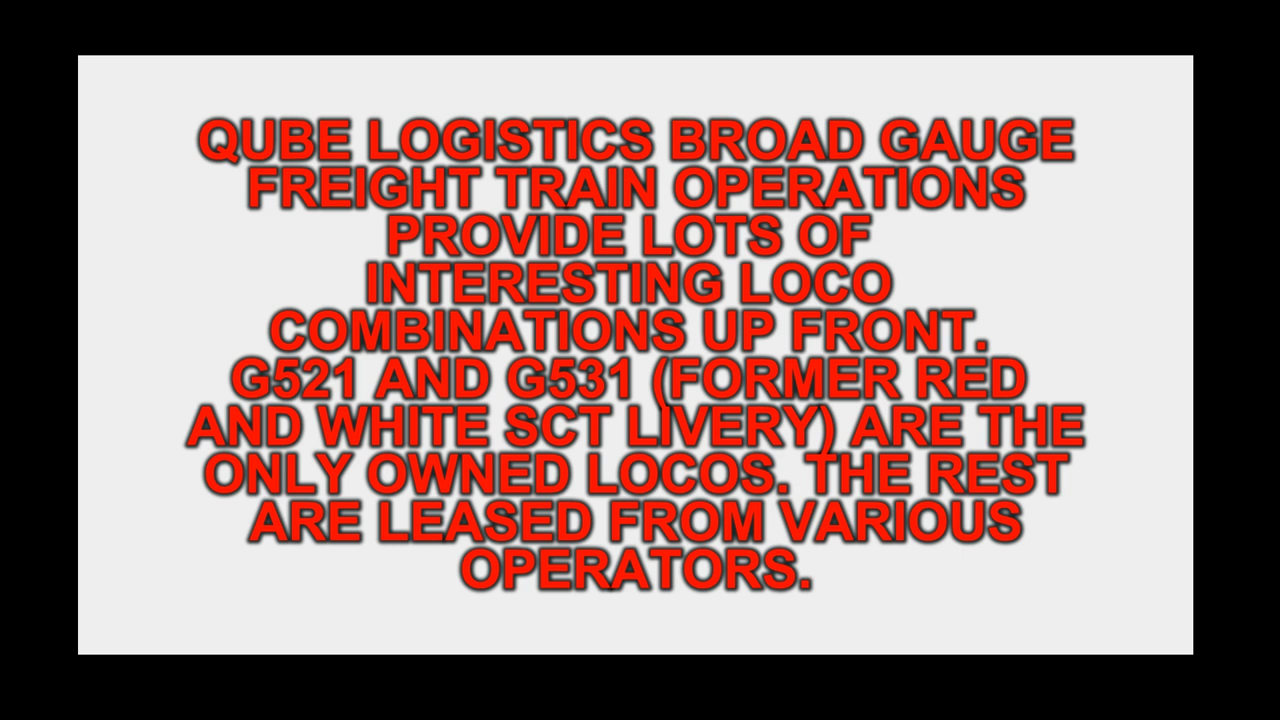 QUBE LOGISTICS BROAD GAUGE
FREIGHT TRAIN OPERATIONS
PROVIDE LOTS OF
INTERESTING LOCO
COMBINATIONS UP FRONT.
G521 AND G531 (FORMER RED
AND WHITE SCT LIVERY) ARE THE
ONLY OWNED LOCOS. THE REST
ARE LEASED FROM VARIOUS
OPERATORS.